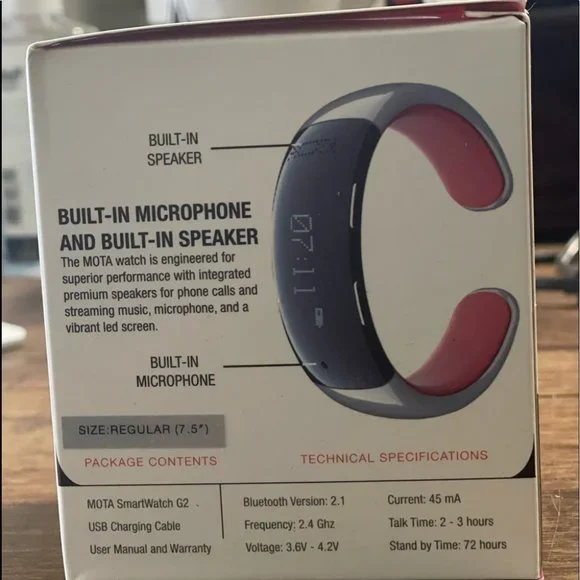 BUILT-IN
SPEAKER
BUILT-IN MICROPHONE
AND BUILT-IN SPEAKER
The MOTA watch is engineered for
superior performance with integrated
premium speakers for phone calls and
streaming music, microphone, and a
vibrant led screen.
07:11
BUILT-IN
MICROPHONE
SIZE:REGULAR (7.5″)
PACKAGE CONTENTS
MOTA SmartWatch G2
USB Charging Cable
User Manual and Warranty
TECHNICAL SPECIFICATIONS
Bluetooth Version: 2.1
Frequency: 2.4 Ghz
Voltage: 3.6V - 4.2V
Current: 45 mA
Talk Time: 2 - 3 hours
Stand by Time: 72 hours